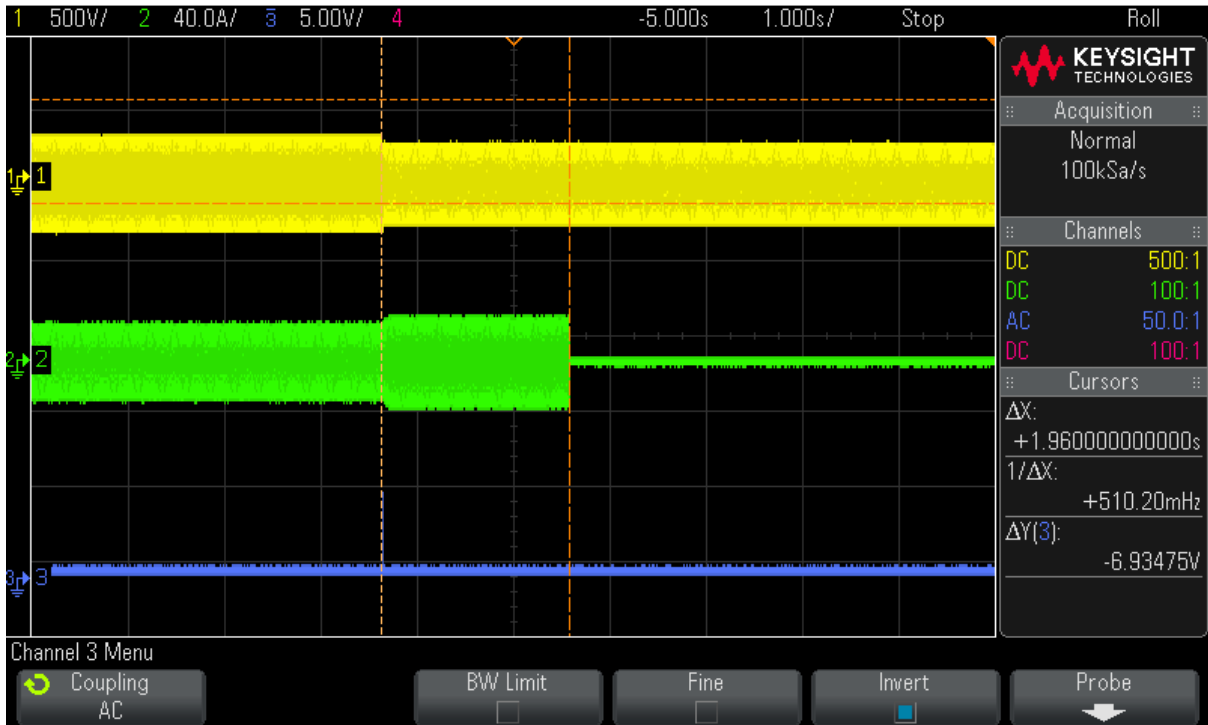 1 500V/ 2 40.0A/ 3 5.00V/ 4 -5.000s 1.000s/ Stop Roll
KEYSIGHT
TECHNOLOGIES
Acquisition
Normal
100kSa/s
1 1
Channels
DC 500:1
DC 100:1
AC 50.0:1
DC 100:1
2 2
Cursors
ΔX:
+1.960000000000s
1/ΔX:
+510.20mHz
ΔY(3):
-6.93475V
3 3
Channel 3 Menu
Coupling
AC
BW Limit
Fine
Invert
Probe